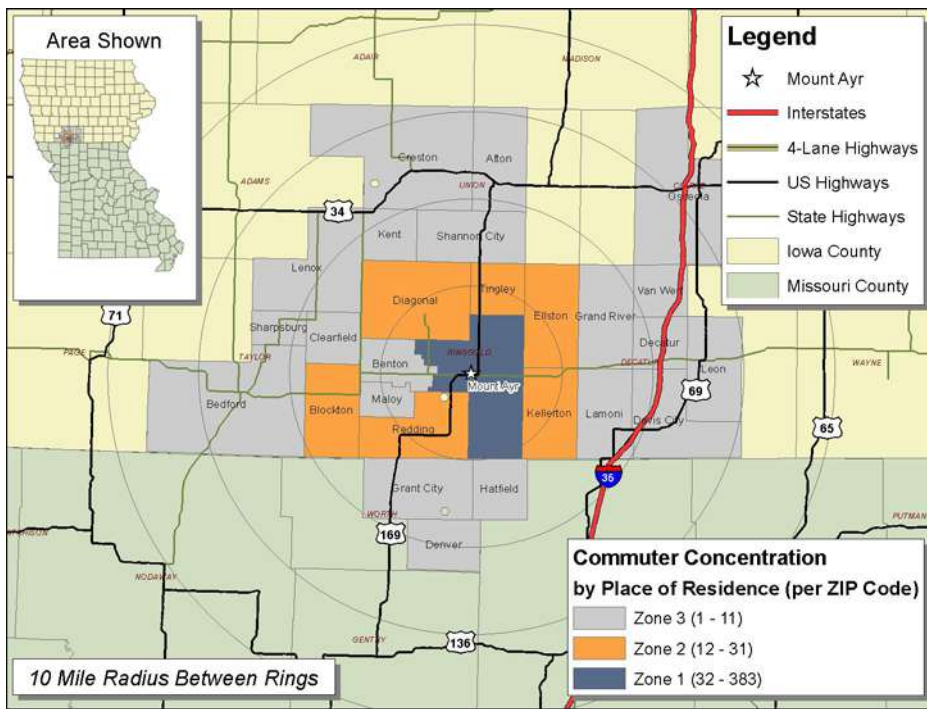 Area Shown
ADAIR
MADISON
Legend
Mount Ayr
Interstates
4-Lane Highways
US Highways
State Highways
Iowa County
Missouri County
Creston
Afton
ADAMS
UNION
Osceola
34
Kent
Shannon City
Lenox
71
Diagonal
Tingley
Ellston
Grand River
Van Wert
Sharpsburg
Clearfield
Decatur
PAGE
TAYLOR
Benton
RINGGOLD
DECATUR
WAYNE
Mount Ayr
Leon
Bedford
Blockton
Maloy
Redding
Kellerton
Lamoni
Davis City
69
65
35
Grant City
Hatfield
WORTH
169
Denver
PUTMAN
NODAWAY
GENTRY
136
Commuter Concentration
by Place of Residence (per ZIP Code)
Zone 3 (1 - 11)
Zone 2 (12 - 31)
Zone 1 (32 - 383)
10 Mile Radius Between Rings